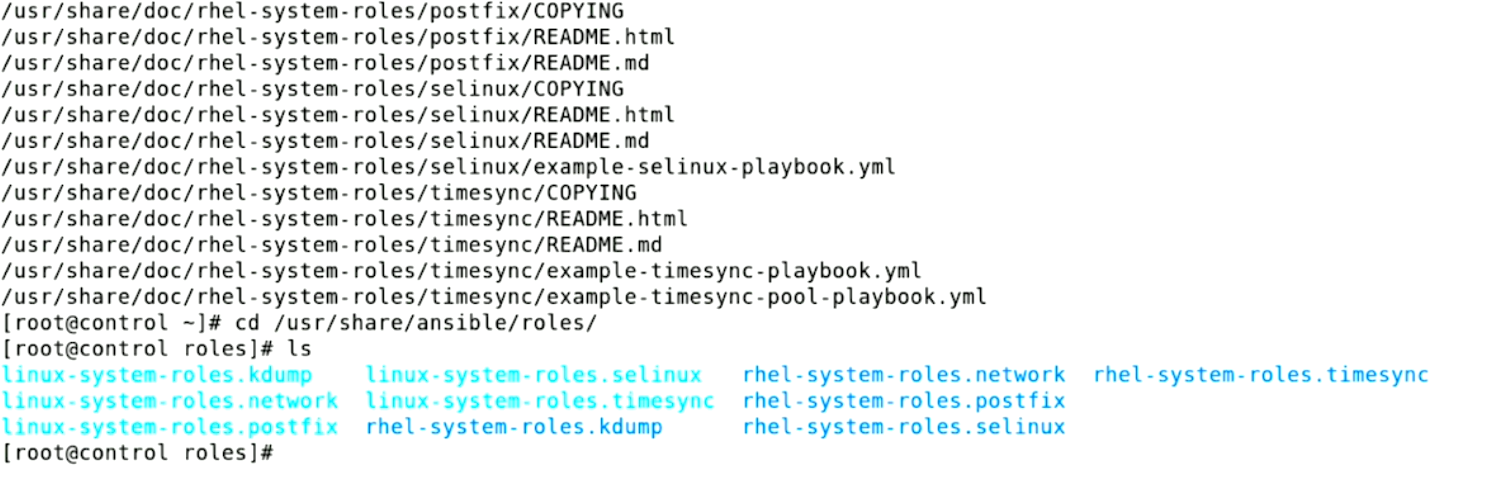 /usr/share/doc/rhel-system-roles/postfix/COPYING
/usr/share/doc/rhel-system-roles/postfix/README.html
/usr/share/doc/rhel-system-roles/postfix/README.md
/usr/share/doc/rhel-system-roles/selinux/COPYING
/usr/share/doc/rhel-system-roles/selinux/README.html
/usr/share/doc/rhel-system-roles/selinux/README.md
/usr/share/doc/rhel-system-roles/selinux/example-selinux-playbook.yml
/usr/share/doc/rhel-system-roles/timesync/COPYING
/usr/share/doc/rhel-system-roles/timesync/README.html
/usr/share/doc/rhel-system-roles/timesync/README.md
/usr/share/doc/rhel-system-roles/timesync/example-timesync-playbook.yml
/usr/share/doc/rhel-system-roles/timesync/example-timesync-pool-playbook.yml
[root@control ~]# cd /usr/share/ansible/roles/
[root@control roles]# ls
linux-system-roles.kdump    linux-system-roles.selinux   rhel-system-roles.network  rhel-system-roles.timesync
linux-system-roles.network  linux-system-roles.timesync  rhel-system-roles.postfix
linux-system-roles.postfix  rhel-system-roles.kdump      rhel-system-roles.selinux
[root@control roles]#